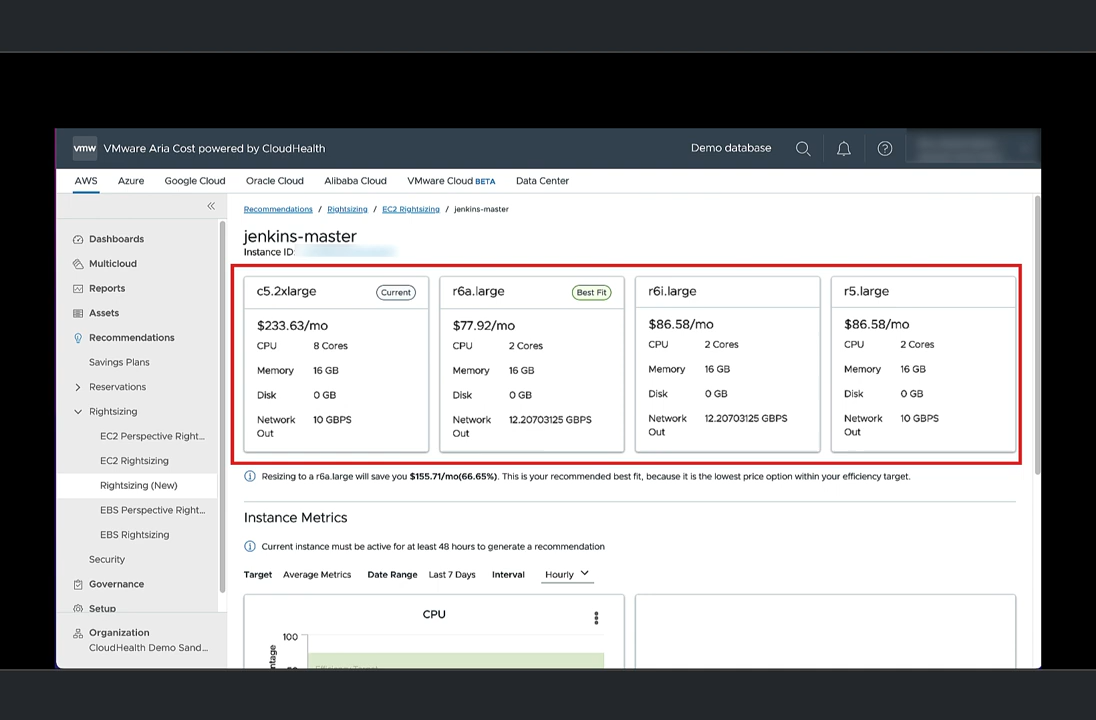 vmw VMware Aria Cost powered by CloudHealth Demo database
AWS Azure Google Cloud Oracle Cloud Alibaba Cloud VMware Cloud BETA Data Center
Dashboards
Multicloud
Reports
Assets
Recommendations
Savings Plans
Reservations
Rightsizing
EC2 Perspective Right...
EC2 Rightsizing
Rightsizing (New)
EBS Perspective Right...
EBS Rightsizing
Security
Governance
Setup
Organization
CloudHealth Demo Sand...
Recommendations / Rightsizing / EC2 Rightsizing / jenkins-master
jenkins-master
Instance ID:
c5.2xlarge Current
$233.63/mo
CPU 8 Cores
Memory 16 GB
Disk 0 GB
Network Out 10 GBPS
r6a.large Best Fit
$77.92/mo
CPU 2 Cores
Memory 16 GB
Disk 0 GB
Network Out 12.20703125 GBPS
r6i.large
$86.58/mo
CPU 2 Cores
Memory 16 GB
Disk 0 GB
Network Out 12.20703125 GBPS
r5.large
$86.58/mo
CPU 2 Cores
Memory 16 GB
Disk 0 GB
Network Out 10 GBPS
Resizing to a r6a.large will save you $155.71/mo(66.65%). This is your recommended best fit, because it is the lowest price option within your efficiency target.
Instance Metrics
Current instance must be active for at least 48 hours to generate a recommendation
Target Average Metrics Date Range Last 7 Days Interval Hourly
CPU
100
Efficiency Target